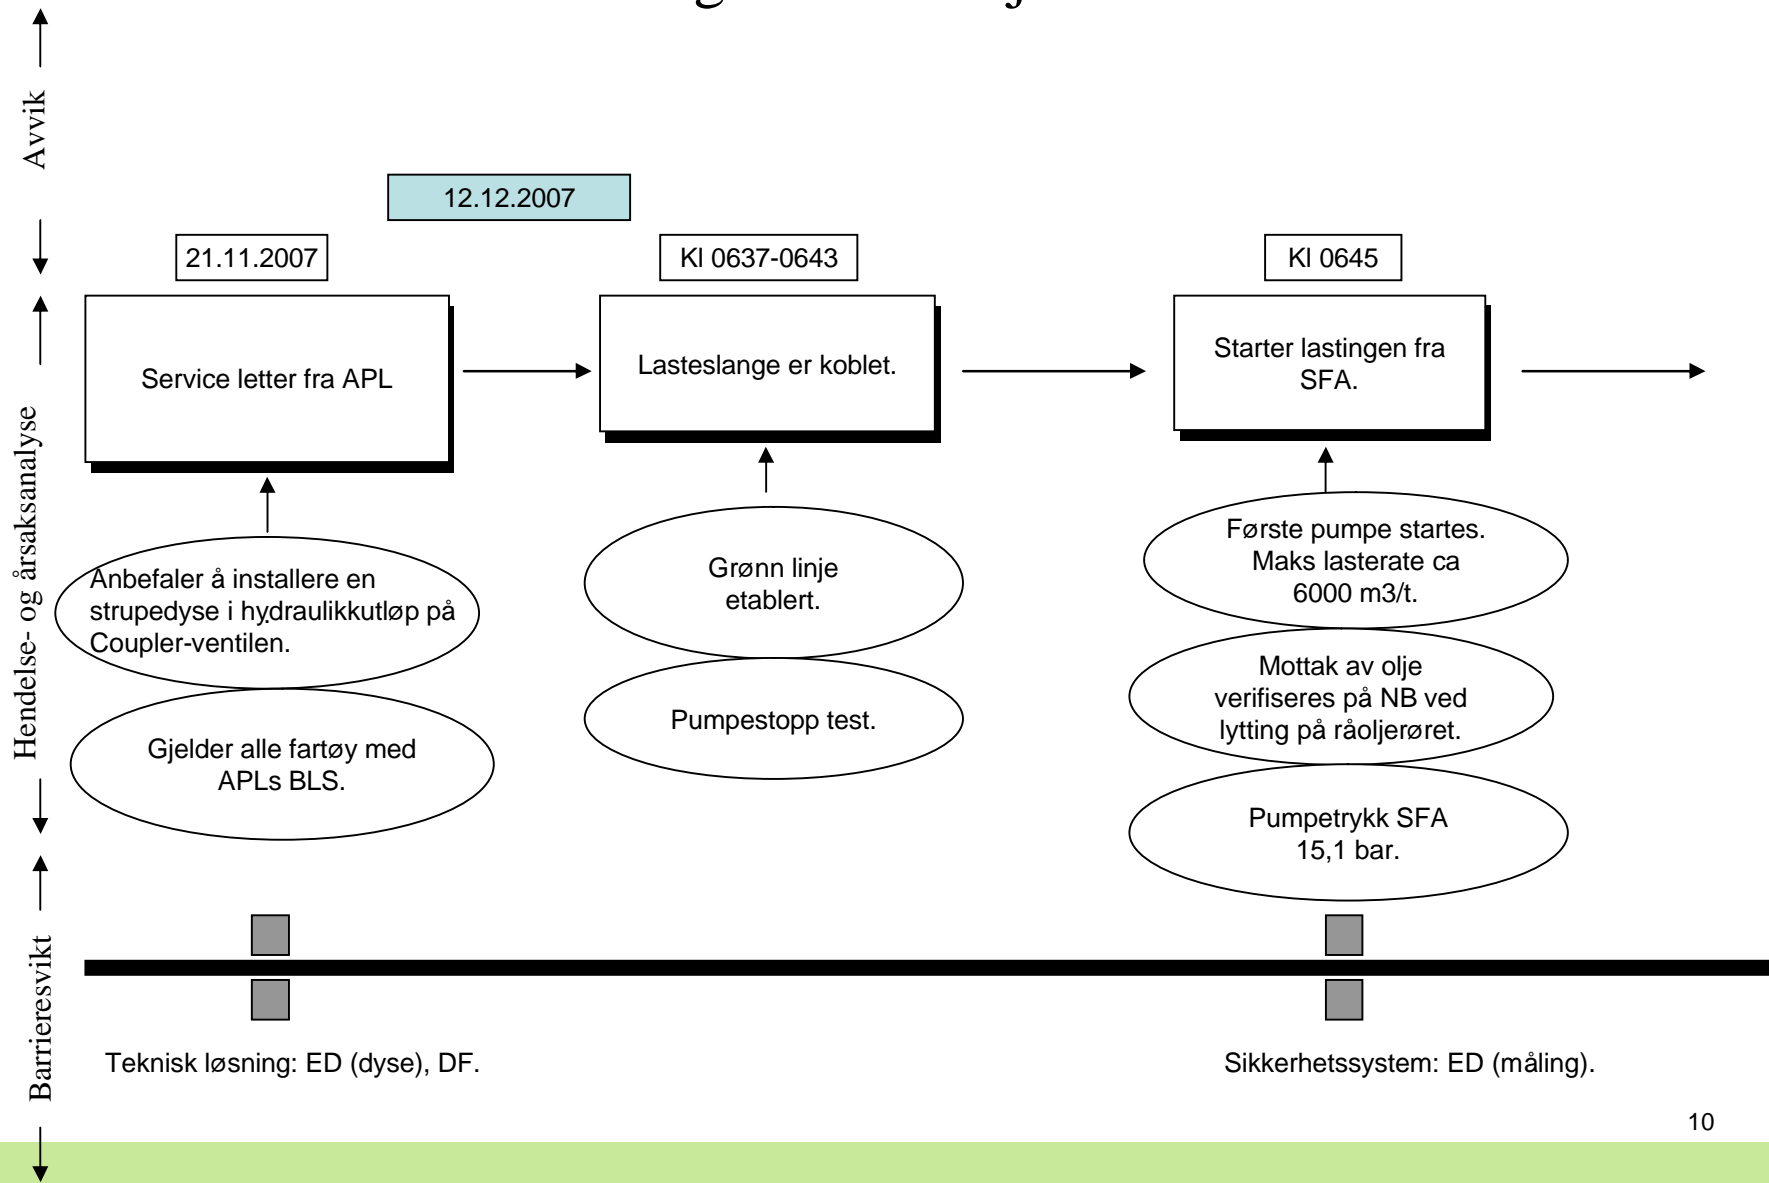 Avvik
12.12.2007
21.11.2007
Kl 0637-0643
Kl 0645
Hendelse- og årsaksanalyse
Service letter fra APL
Lasteslange er koblet.
Starter lastingen fra
SFA.
Anbefaler å installere en
strupedyse i hydraulikkutløp på
Coupler-ventilen.
Gjelder alle fartøy med
APLs BLS.
Grønn linje
etablert.
Pumpestopp test.
Første pumpe startes.
Maks lasterate ca
6000 m3/t.
Mottak av olje
verifiseres på NB ved
lytting på råoljerøret.
Pumpetrykk SFA
15,1 bar.
Barrieresvikt
Teknisk løsning: ED (dyse), DF.
Sikkerhetssystem: ED (måling).
10